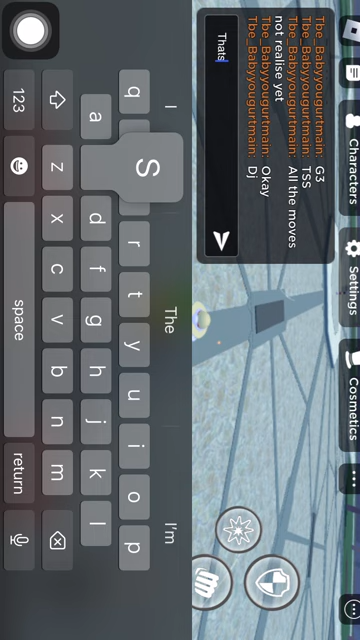 Characters
Settings
Cosmetics
Tbe_Babyyougurtmain: G3
Tbe_Babyyougurtmain: TSS
Tbe_Babyyougurtmain: All the moves
not realise yet
Tbe_Babyyougurtmain: Okay
Tbe_Babyyougurtmain: Dj
Thats
I
The
I'm
q
r
t
y
u
i
o
p
a
S
d
f
g
h
j
k
l
z
x
c
v
b
n
m
123
space
return